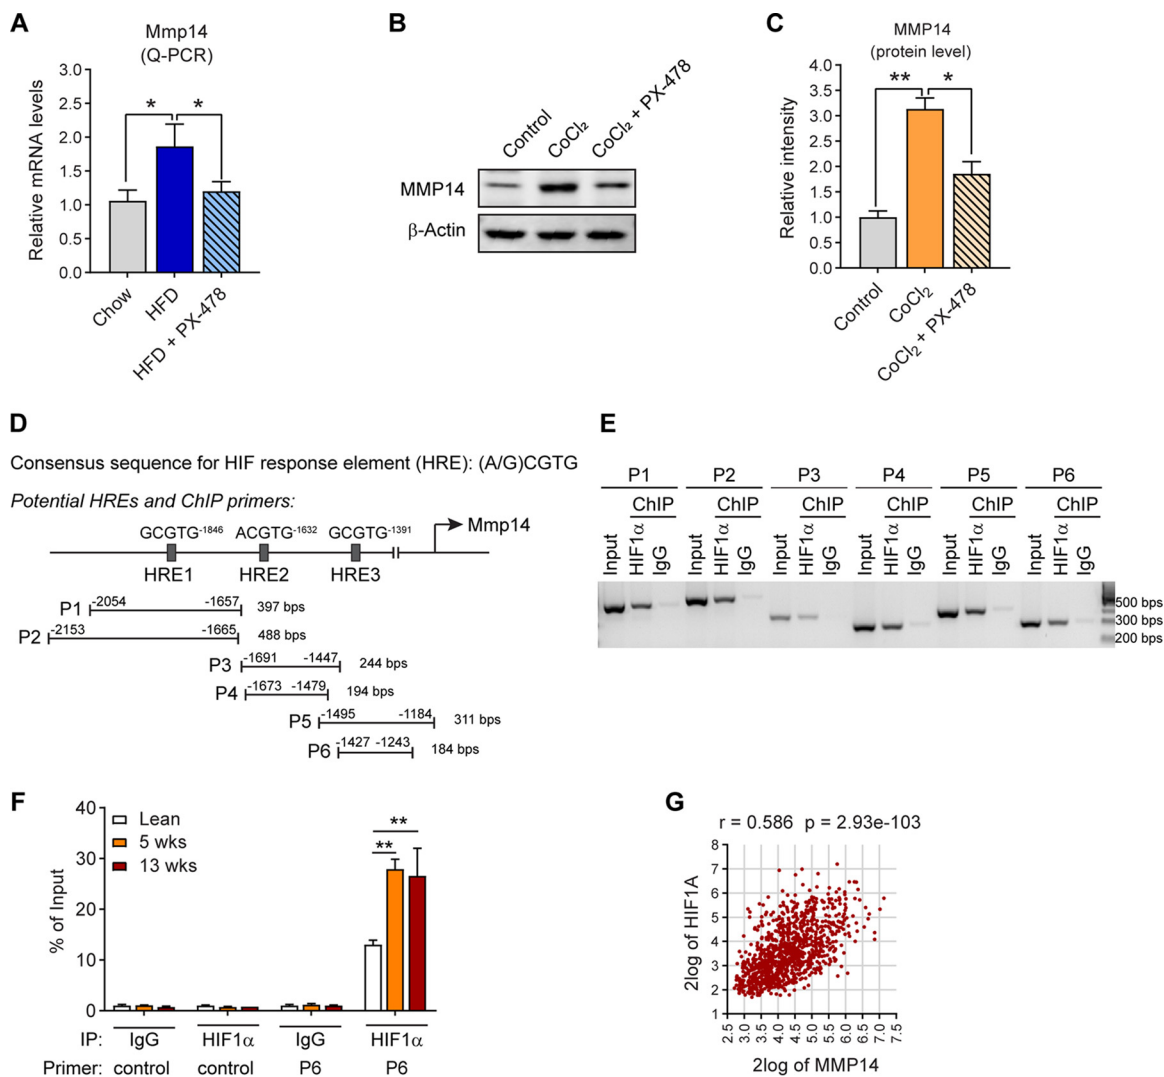 A
Mmp14
(Q-PCR)
Relative mRNA levels
3.0
2.5
2.0
1.5
1.0
0.5
0.0
* *
Chow
HFD
HFD + PX-478
B
Control
CoCl₂
CoCl₂ + PX-478
MMP14
β-Actin
C
MMP14
(protein level)
Relative intensity
4.0
3.5
3.0
2.5
2.0
1.5
1.0
0.5
0.0
** *
Control
CoCl₂
CoCl₂ + PX-478
D
Consensus sequence for HIF response element (HRE): (A/G)CGTG
Potential HREs and ChIP primers:
GCGTG-1846 ACGTG-1632 GCGTG-1391 Mmp14
HRE1 HRE2 HRE3
P1 -2054 -1657 397 bps
P2 -2153 -1665 488 bps
P3 -1691 -1447 244 bps
P4 -1673 -1479 194 bps
P5 -1495 -1184 311 bps
P6 -1427 -1243 184 bps
E
P1 P2 P3 P4 P5 P6
ChIP ChIP ChIP ChIP ChIP ChIP
Input HIF1α IgG Input HIF1α IgG Input HIF1α IgG Input HIF1α IgG Input HIF1α IgG Input HIF1α IgG
500 bps
300 bps
200 bps
F
% of Input
40
30
20
10
0
Lean
5 wks
13 wks
**
**
IP: IgG HIF1α IgG HIF1α
Primer: control control P6 P6
G
r = 0.586 p = 2.93e-103
2log of HIF1A
8
7
6
5
4
3
2
1
2.5 3.0 3.5 4.0 4.5 5.0 5.5 6.0 6.5 7.0 7.5
2log of MMP14